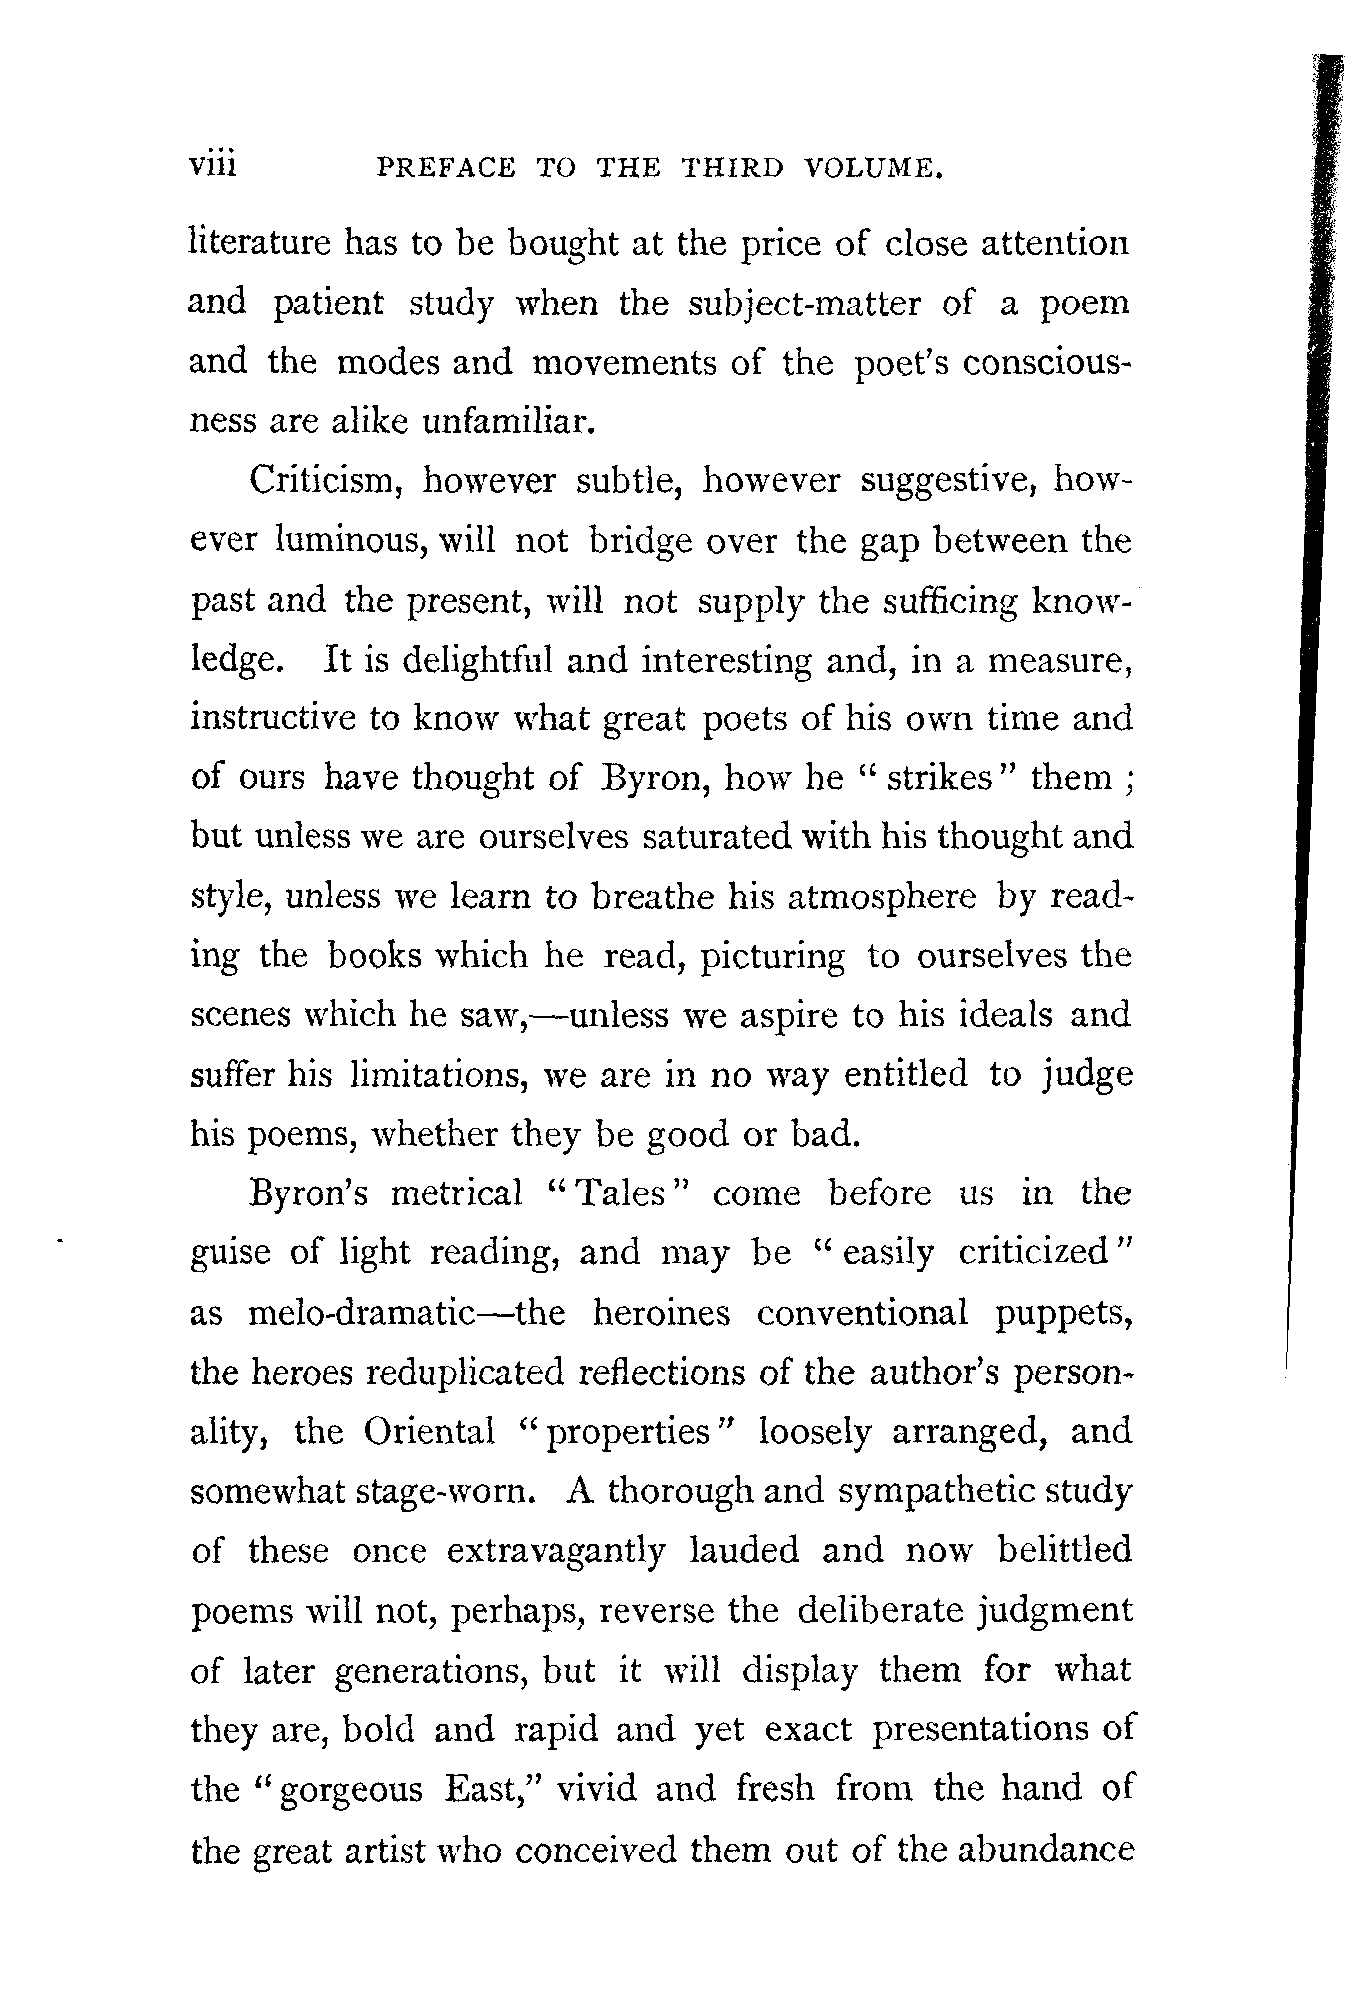 viii PREFACE TO THE THIRD VOLUME.
literature has to be bought at the price of close attention
and patient study when the subject-matter of a poem
and the modes and movements of the poet's conscious-
ness are alike unfamiliar.
Criticism, however subtle, however suggestive, how-
ever luminous, will not bridge over the gap between the
past and the present, will not supply the sufficing know-
ledge. It is delightful and interesting and, in a measure,
instructive to know what great poets of his own time and
of ours have thought of Byron, how he “ strikes ” them ;
but unless we are ourselves saturated with his thought and
style, unless we learn to breathe his atmosphere by read-
ing the books which he read, picturing to ourselves the
scenes which he saw,—unless we aspire to his ideals and
suffer his limitations, we are in no way entitled to judge
his poems, whether they be good or bad.
Byron's metrical “ Tales ” come before us in the
guise of light reading, and may be “ easily criticized ”
as melo-dramatic—the heroines conventional puppets,
the heroes reduplicated reflections of the author's person-
ality, the Oriental “ properties ” loosely arranged, and
somewhat stage-worn. A thorough and sympathetic study
of these once extravagantly lauded and now belittled
poems will not, perhaps, reverse the deliberate judgment
of later generations, but it will display them for what
they are, bold and rapid and yet exact presentations of
the “ gorgeous East,” vivid and fresh from the hand of
the great artist who conceived them out of the abundance